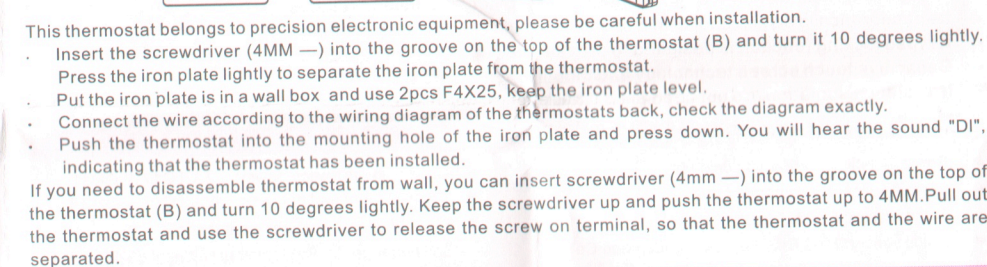 This thermostat belongs to precision electronic equipment, please be careful when installation.
· Insert the screwdriver (4MM —) into the groove on the top of the thermostat (B) and turn it 10 degrees lightly.
Press the iron plate lightly to separate the iron plate from the thermostat.
· Put the iron plate is in a wall box and use 2pcs F4X25, keep the iron plate level.
· Connect the wire according to the wiring diagram of the thermostats back, check the diagram exactly.
· Push the thermostat into the mounting hole of the iron plate and press down. You will hear the sound "DI",
indicating that the thermostat has been installed.
If you need to disassemble thermostat from wall, you can insert screwdriver (4mm —) into the groove on the top of
the thermostat (B) and turn 10 degrees lightly. Keep the screwdriver up and push the thermostat up to 4MM.Pull out
the thermostat and use the screwdriver to release the screw on terminal, so that the thermostat and the wire are
separated.